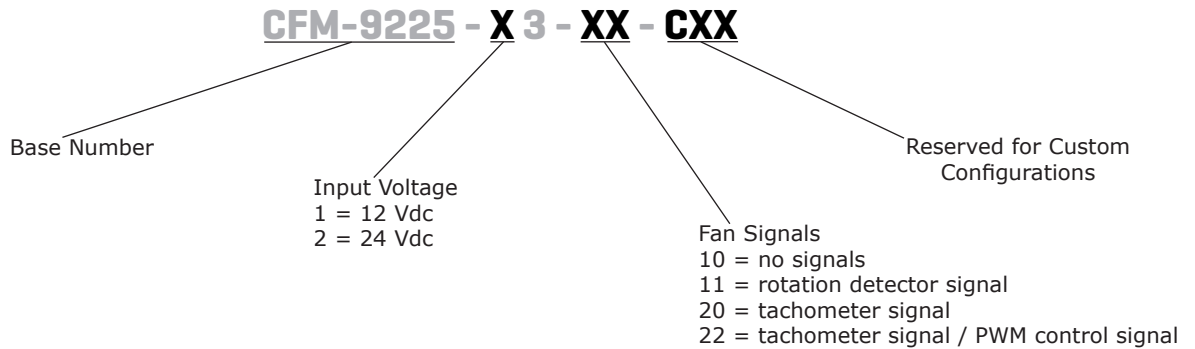 CFM-9225 - X 3 - XX - CXX
Base Number
Input Voltage
1 = 12 Vdc
2 = 24 Vdc
Fan Signals
10 = no signals
11 = rotation detector signal
20 = tachometer signal
22 = tachometer signal / PWM control signal
Reserved for Custom
Configurations